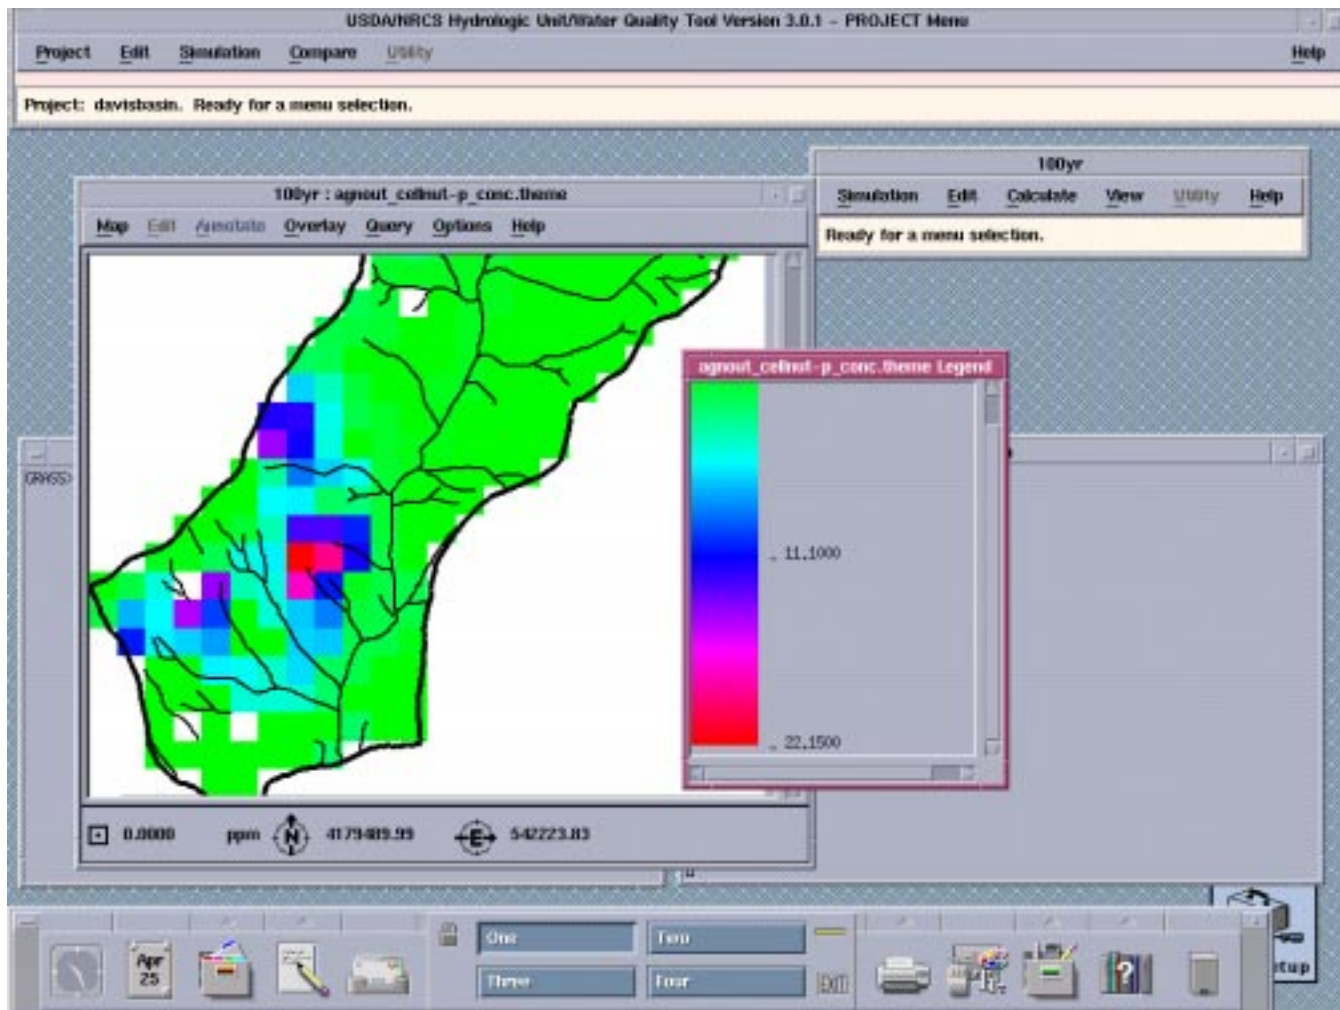 USDA/NRCS Hydrologic Unit/Water Quality Tool Version 3.0.1 - PROJECT Menu
Project Edit Simulation Compare Utility Help
Project: davisbasin. Ready for a menu selection.
100yr
Simulation Edit Calculate View Utility Help
Ready for a menu selection.
100yr : agnout_cellnut-p_conc.theme
Map Edit Annotate Overlay Query Options Help
agnout_cellnut-p_conc.theme Legend
11.1000
22.1500
GRASS>
0.0000 ppm N 4179489.99 E 542223.83
Apr
25
One Two
Three Four
EXIT
?
tup